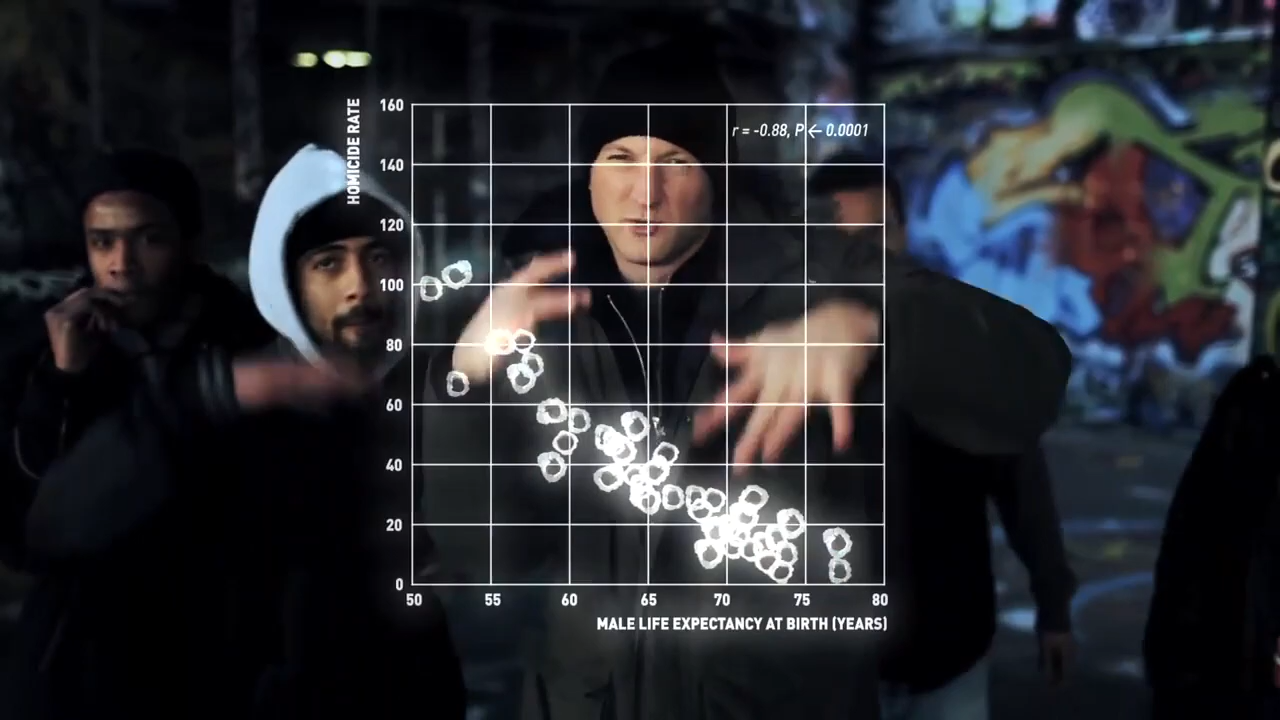 HOMICIDE RATE
160
140
120
100
80
60
40
20
0
r = -0.88, P <- 0.0001
50 55 60 65 70 75 80
MALE LIFE EXPECTANCY AT BIRTH (YEARS)